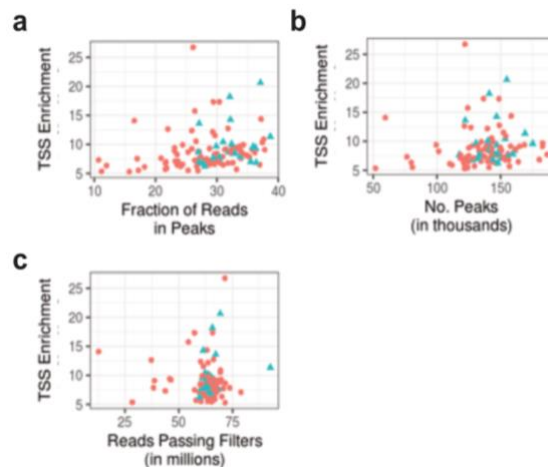 a
TSS Enrichment
25
20
15
10
5
10
20
30
40
Fraction of Reads
in Peaks
b
TSS Enrichment
25
20
15
10
5
50
100
150
No. Peaks
(in thousands)
c
TSS Enrichment
25
20
15
10
5
25
50
75
Reads Passing Filters
(in millions)